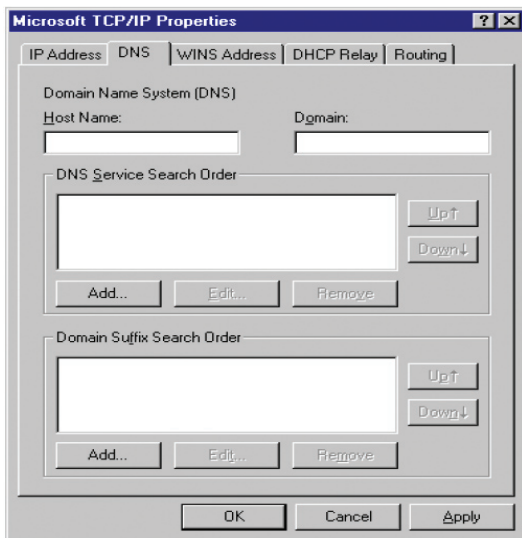 Microsoft TCP/IP Properties
IP Address DNS WINS Address DHCP Relay Routing
Domain Name System (DNS)
Host Name: Domain:
DNS Service Search Order
Up↑
Down↓
Add... Edit... Remove
Domain Suffix Search Order
Up↑
Down↓
Add... Edit... Remove
OK Cancel Apply